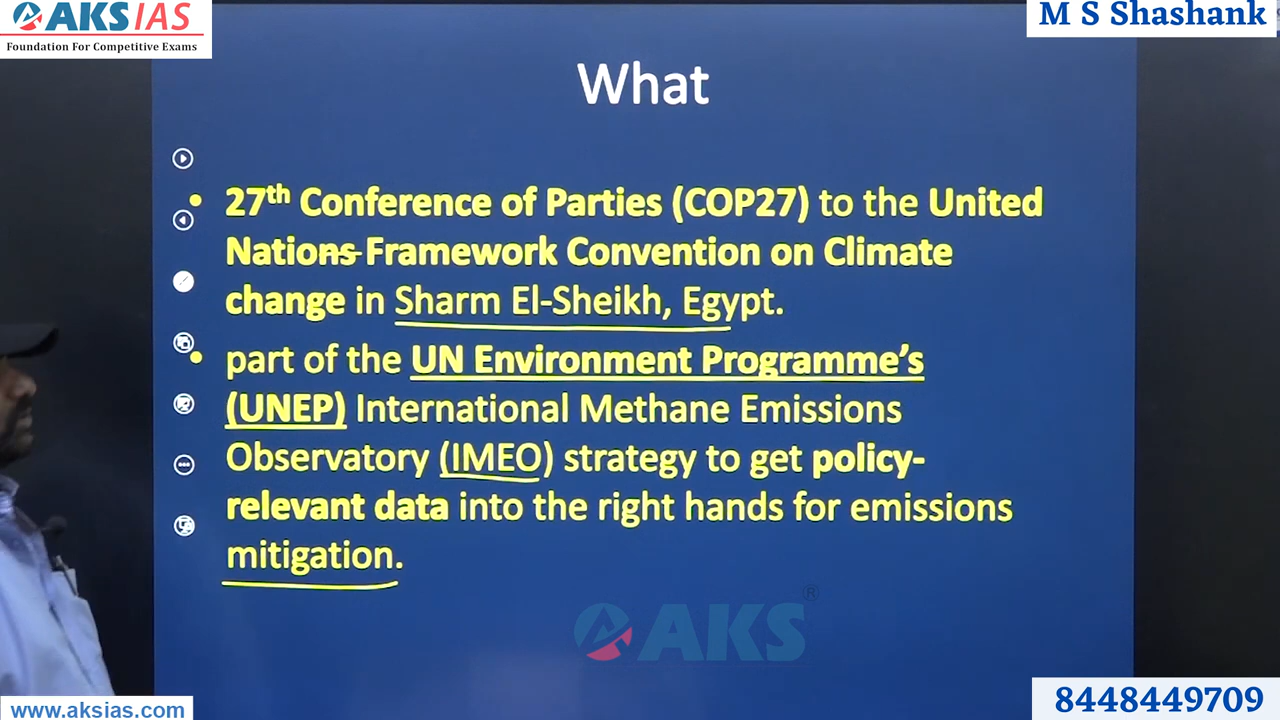 AKS IAS
Foundation For Competitive Exams
M S Shashank
What
• 27th Conference of Parties (COP27) to the United
Nations Framework Convention on Climate
change in Sharm El-Sheikh, Egypt.
• part of the UN Environment Programme's
(UNEP) International Methane Emissions
Observatory (IMEO) strategy to get policy-
relevant data into the right hands for emissions
mitigation.
AKS®
www.aksias.com
8448449709